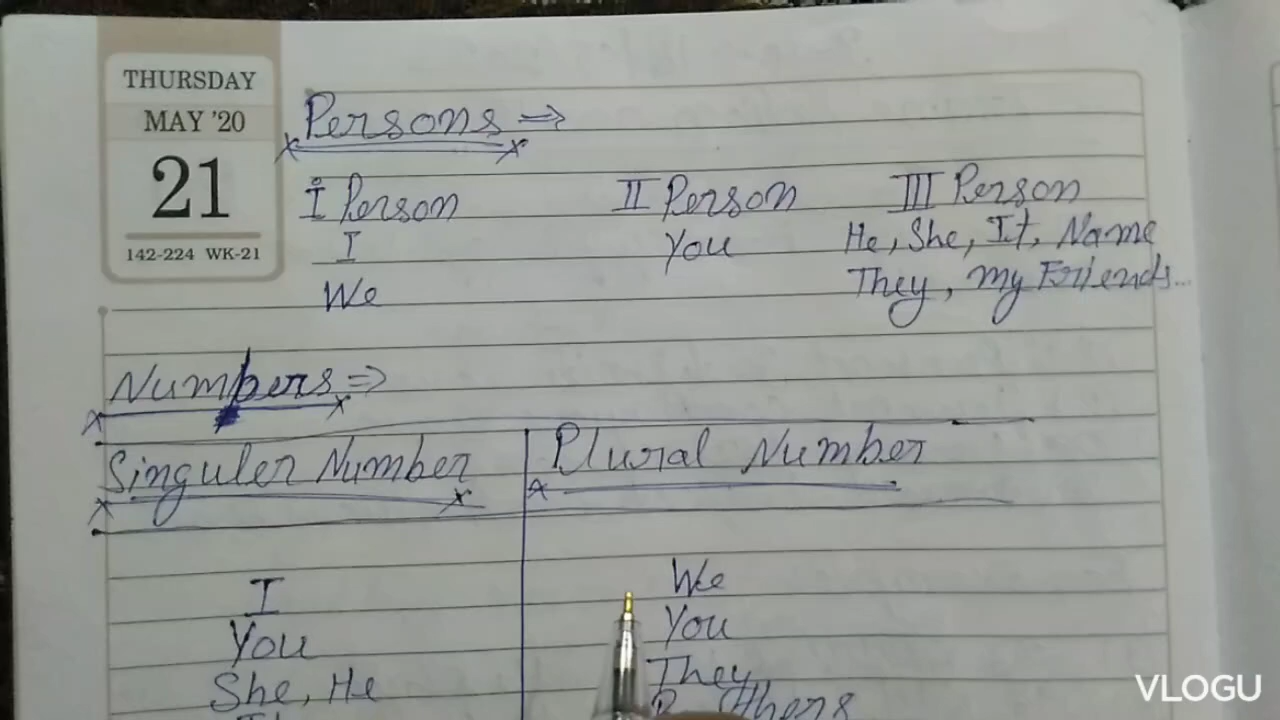 THURSDAY
MAY '20
21
142-224 WK-21
Persons ⇒
I Person II Person III Person
I You He, She, It, Name
We They, My Friends...
Numbers ⇒
Singuler Number Plural Number
I We
You You
She, He They
VLOGU